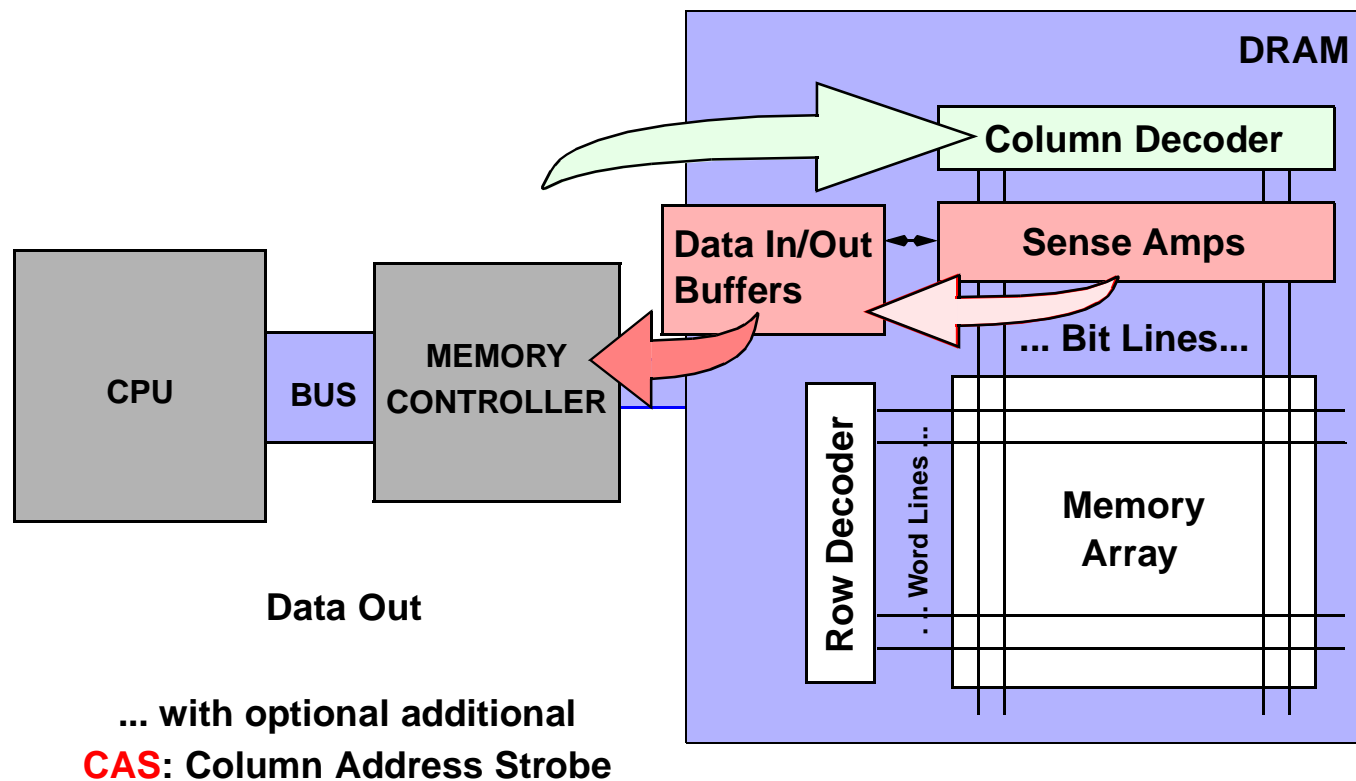 DRAM
Column Decoder
Data In/Out
Buffers
Sense Amps
... Bit Lines...
CPU
BUS
MEMORY
CONTROLLER
Row Decoder
. .. Word Lines ...
Memory
Array
Data Out
... with optional additional
CAS: Column Address Strobe